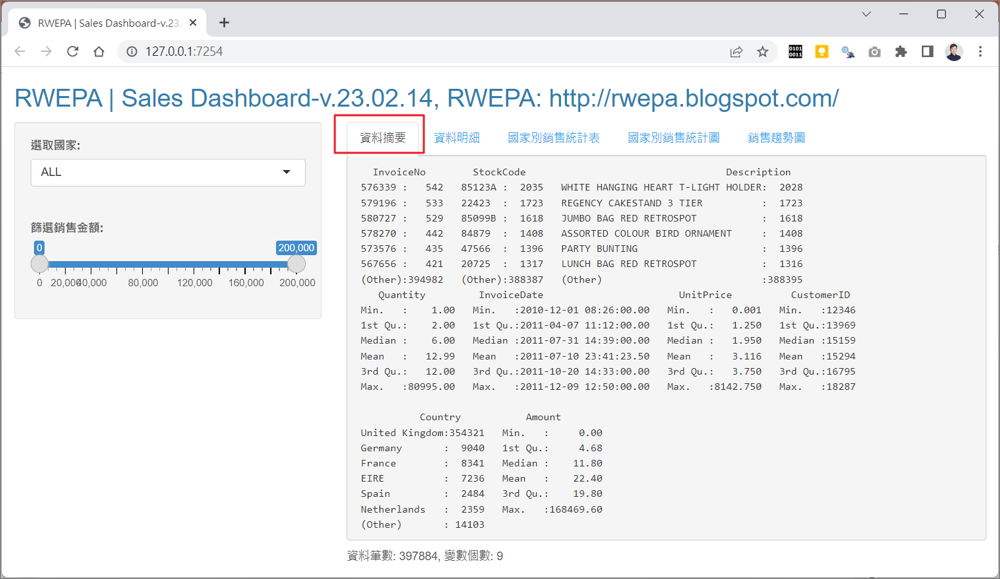 RWEPA | Sales Dashboard-v.23
127.0.0.1:7254
RWEPA | Sales Dashboard-v.23.02.14, RWEPA: http://rwepa.blogspot.com/
選取國家:
ALL
篩選銷售金額:
0 200,000
0 20,000 40,000 80,000 120,000 160,000 200,000
資料摘要 資料明細 國家別銷售統計表 國家別銷售統計圖 銷售趨勢圖
InvoiceNo StockCode Description
576339 : 542 85123A : 2035 WHITE HANGING HEART T-LIGHT HOLDER: 2028
579196 : 533 22423 : 1723 REGENCY CAKESTAND 3 TIER : 1723
580727 : 529 85099B : 1618 JUMBO BAG RED RETROSPOT : 1618
578270 : 442 84879 : 1408 ASSORTED COLOUR BIRD ORNAMENT : 1408
573576 : 435 47566 : 1396 PARTY BUNTING : 1396
567656 : 421 20725 : 1317 LUNCH BAG RED RETROSPOT : 1316
(Other):394982 (Other):388387 (Other) :388395
Quantity InvoiceDate UnitPrice CustomerID
Min. : 1.00 Min. :2010-12-01 08:26:00.00 Min. : 0.001 Min. :12346
1st Qu.: 2.00 1st Qu.:2011-04-07 11:12:00.00 1st Qu.: 1.250 1st Qu.:13969
Median : 6.00 Median :2011-07-31 14:39:00.00 Median : 1.950 Median :15159
Mean : 12.99 Mean :2011-07-10 23:41:23.50 Mean : 3.116 Mean :15294
3rd Qu.: 12.00 3rd Qu.:2011-10-20 14:33:00.00 3rd Qu.: 3.750 3rd Qu.:16795
Max. :80995.00 Max. :2011-12-09 12:50:00.00 Max. :8142.750 Max. :18287
Country Amount
United Kingdom:354321 Min. : 0.00
Germany : 9040 1st Qu.: 4.68
France : 8341 Median : 11.80
EIRE : 7236 Mean : 22.40
Spain : 2484 3rd Qu.: 19.80
Netherlands : 2359 Max. :168469.60
(Other) : 14103
資料筆數: 397884, 變數個數: 9